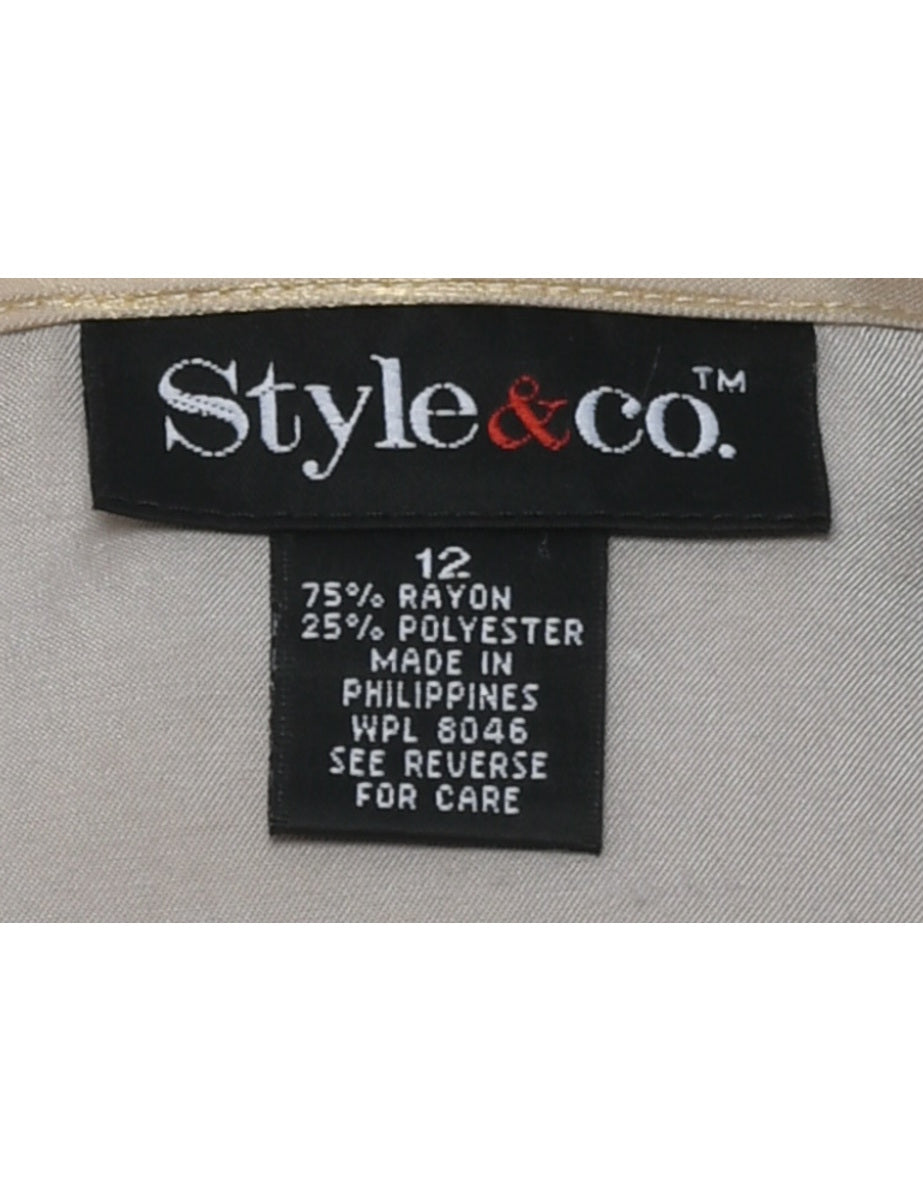 Style&co.™
12
75% RAYON
25% POLYESTER
MADE IN
PHILIPPINES
WPL 8046
SEE REVERSE
FOR CARE